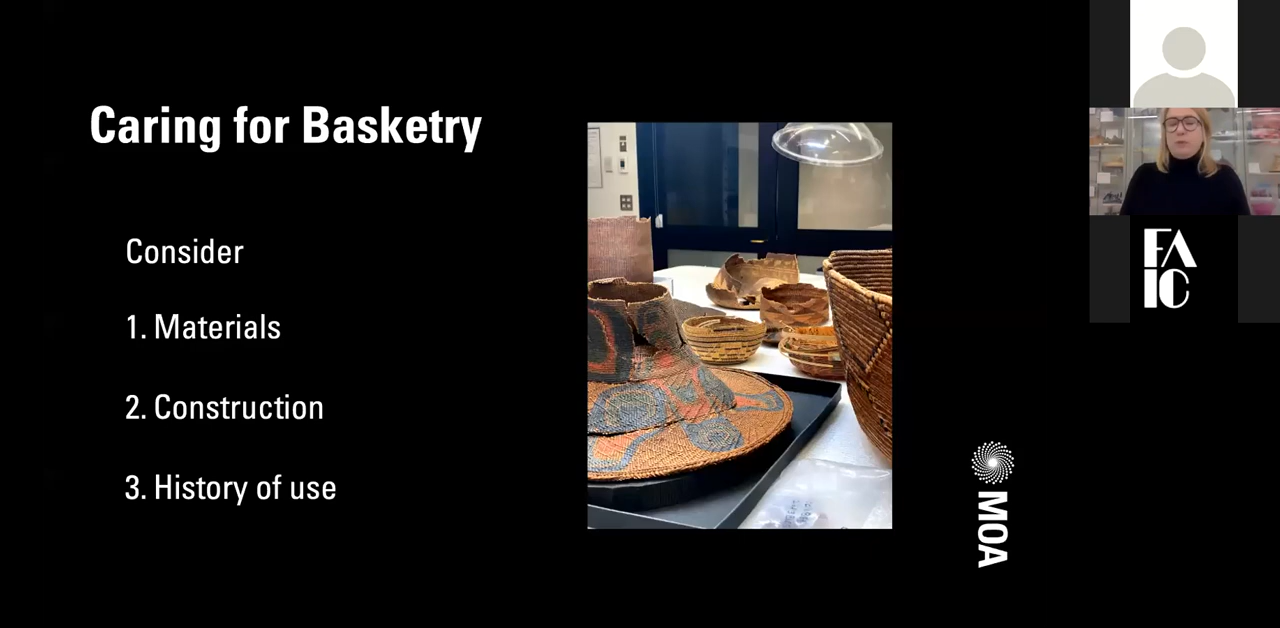 Caring for Basketry
Consider
1. Materials
2. Construction
3. History of use
MOA
FA
IC